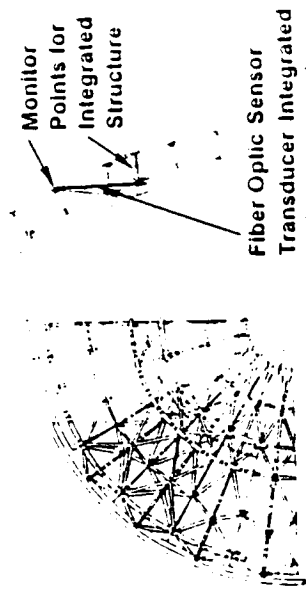 Monitor
Points for
Integrated
Structure
Fiber Optic Sensor
Transducer Integrated